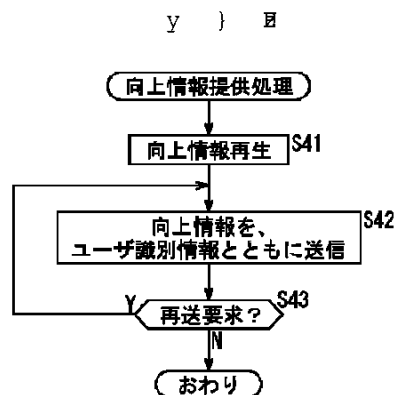 y } 
向上情報提供処理
向上情報再生
S41
向上情報を、
ユーザ識別情報とともに送信
S42
再送要求？
S43
Y
N
おわり